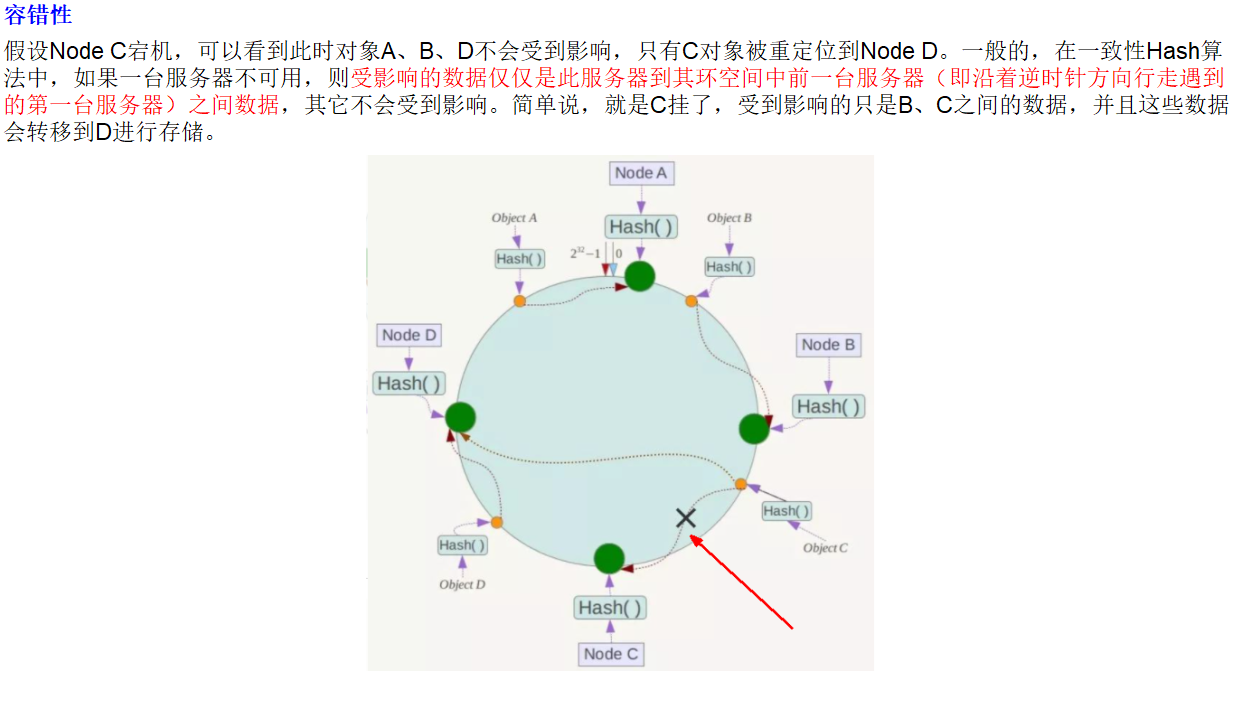 容错性
假设Node C宕机，可以看到此时对象A、B、D不会受到影响，只有C对象被重定位到Node D。一般的，在一致性Hash算
法中，如果一台服务器不可用，则受影响的数据仅仅是此服务器到其环空间中前一台服务器（即沿着逆时针方向行走遇到
的第一台服务器）之间数据，其它不会受到影响。简单说，就是C挂了，受到影响的只是B、C之间的数据，并且这些数据
会转移到D进行存储。
Node A
Object A
Hash( )
Object B
2³²−1
0
Hash( )
Hash( )
Node D
Node B
Hash( )
Hash( )
Hash( )
Object C
Hash( )
Object D
Hash( )
Node C